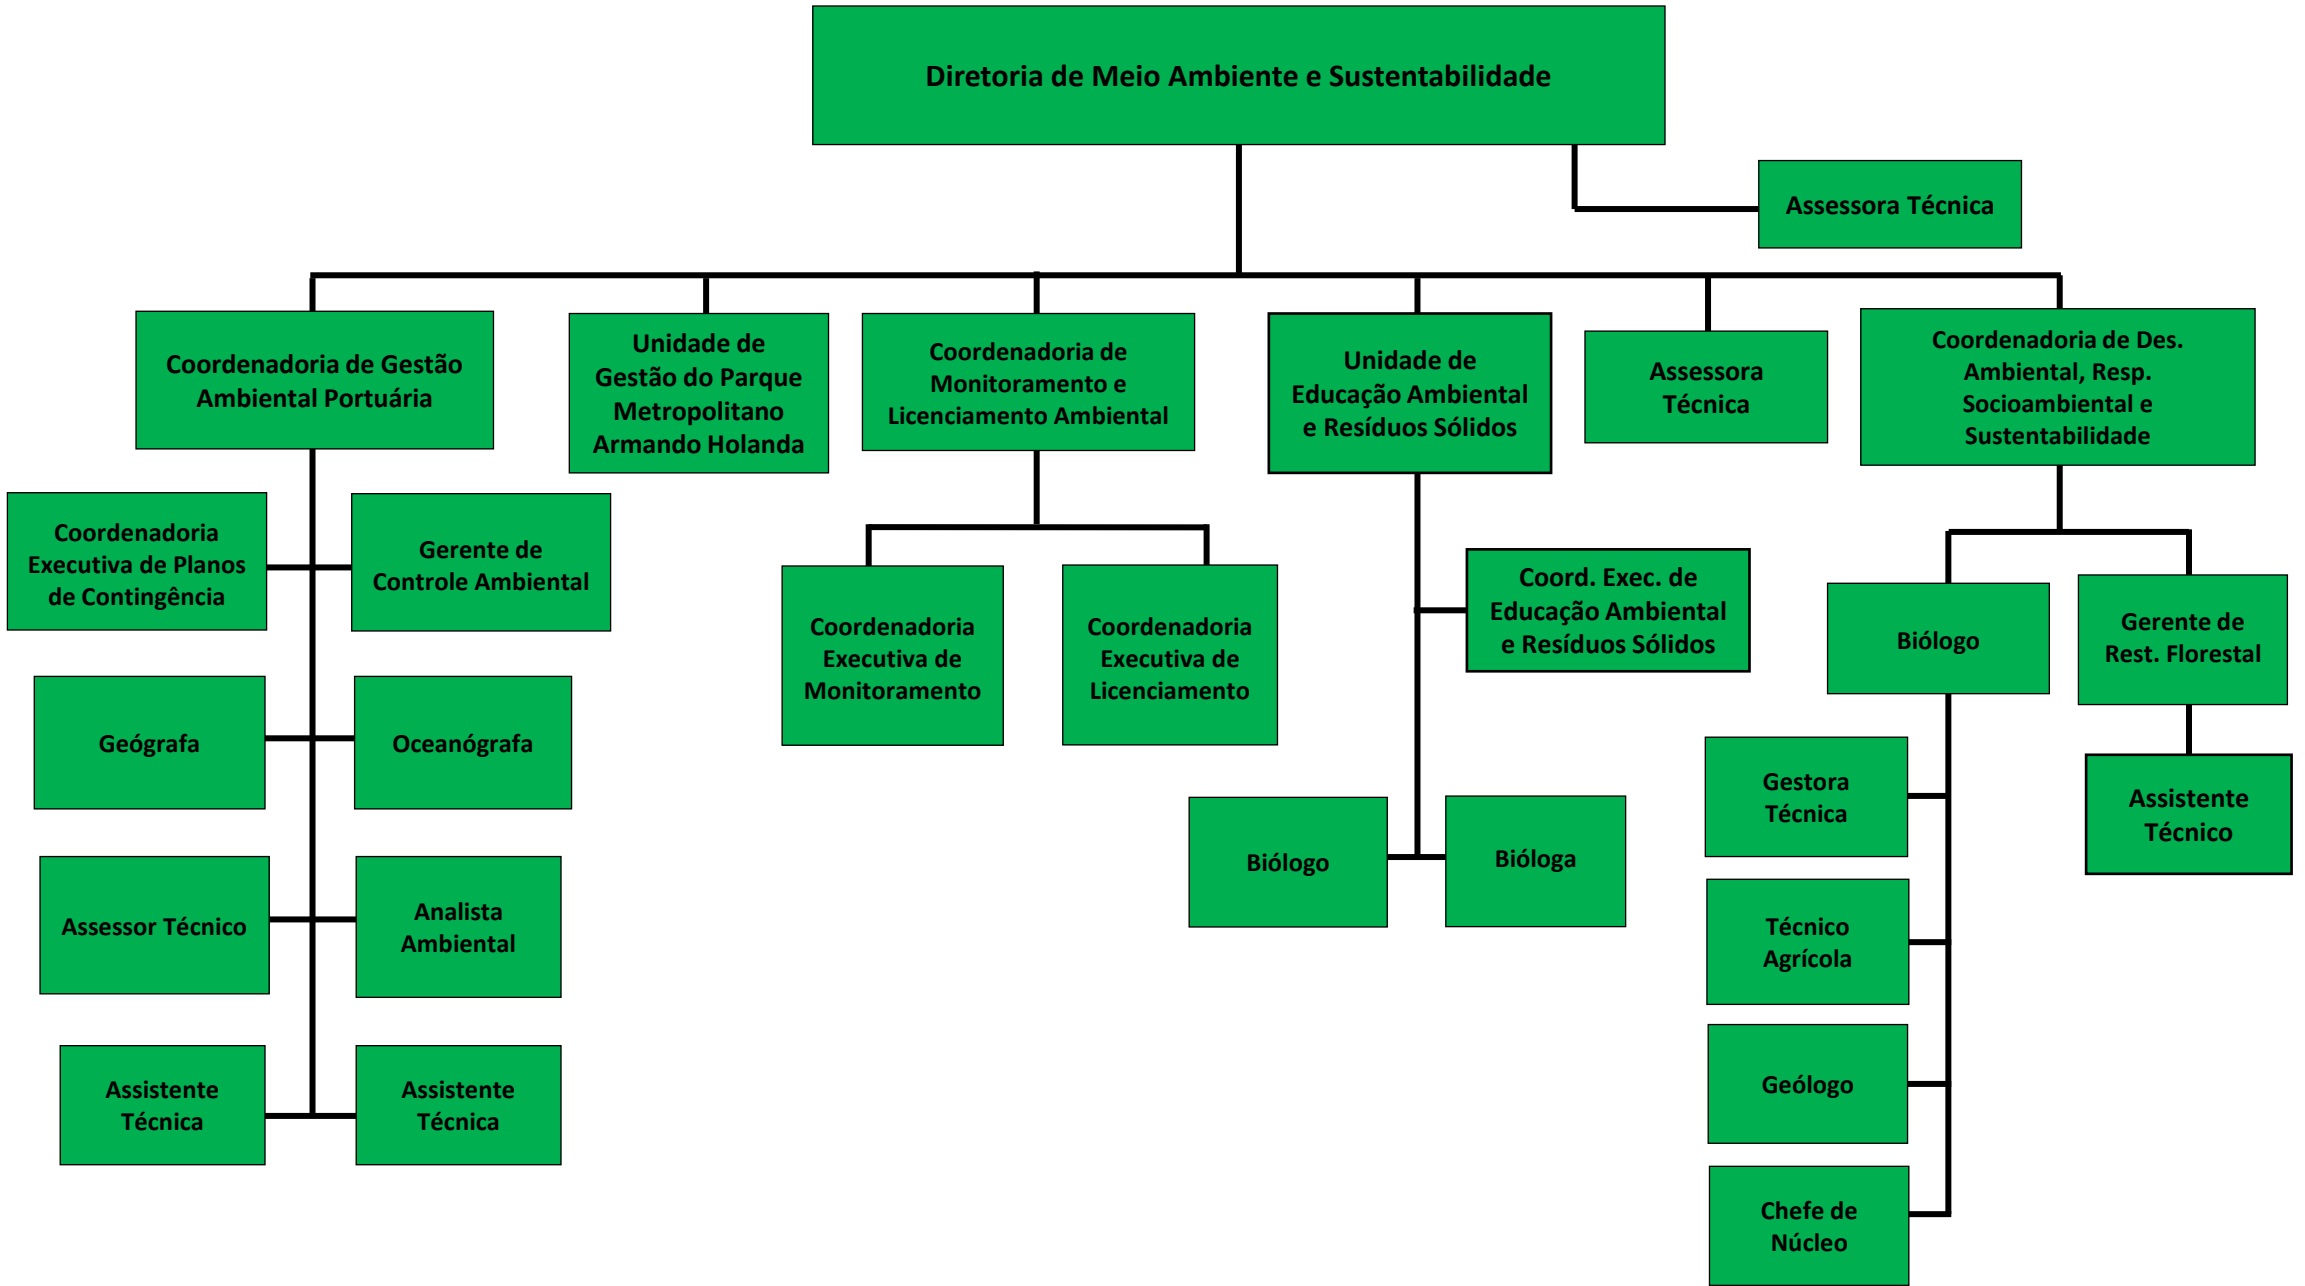 Diretoria de Meio Ambiente e Sustentabilidade
Assessora Técnica
Coordenadoria de Gestão
Ambiental Portuária
Unidade de
Gestão do Parque
Metropolitano
Armando Holanda
Coordenadoria de
Monitoramento e
Licenciamento Ambiental
Unidade de
Educação Ambiental
e Resíduos Sólidos
Assessora
Técnica
Coordenadoria de Des.
Ambiental, Resp.
Socioambiental e
Sustentabilidade
Coordenadoria
Executiva de Planos
de Contingência
Gerente de
Controle Ambiental
Geógrafa
Oceanógrafa
Assessor Técnico
Analista
Ambiental
Assistente
Técnica
Assistente
Técnica
Coordenadoria
Executiva de
Monitoramento
Coordenadoria
Executiva de
Licenciamento
Coord. Exec. de
Educação Ambiental
e Resíduos Sólidos
Biólogo
Bióloga
Biólogo
Gerente de
Rest. Florestal
Gestora
Técnica
Técnico
Agrícola
Geólogo
Chefe de
Núcleo
Assistente
Técnico